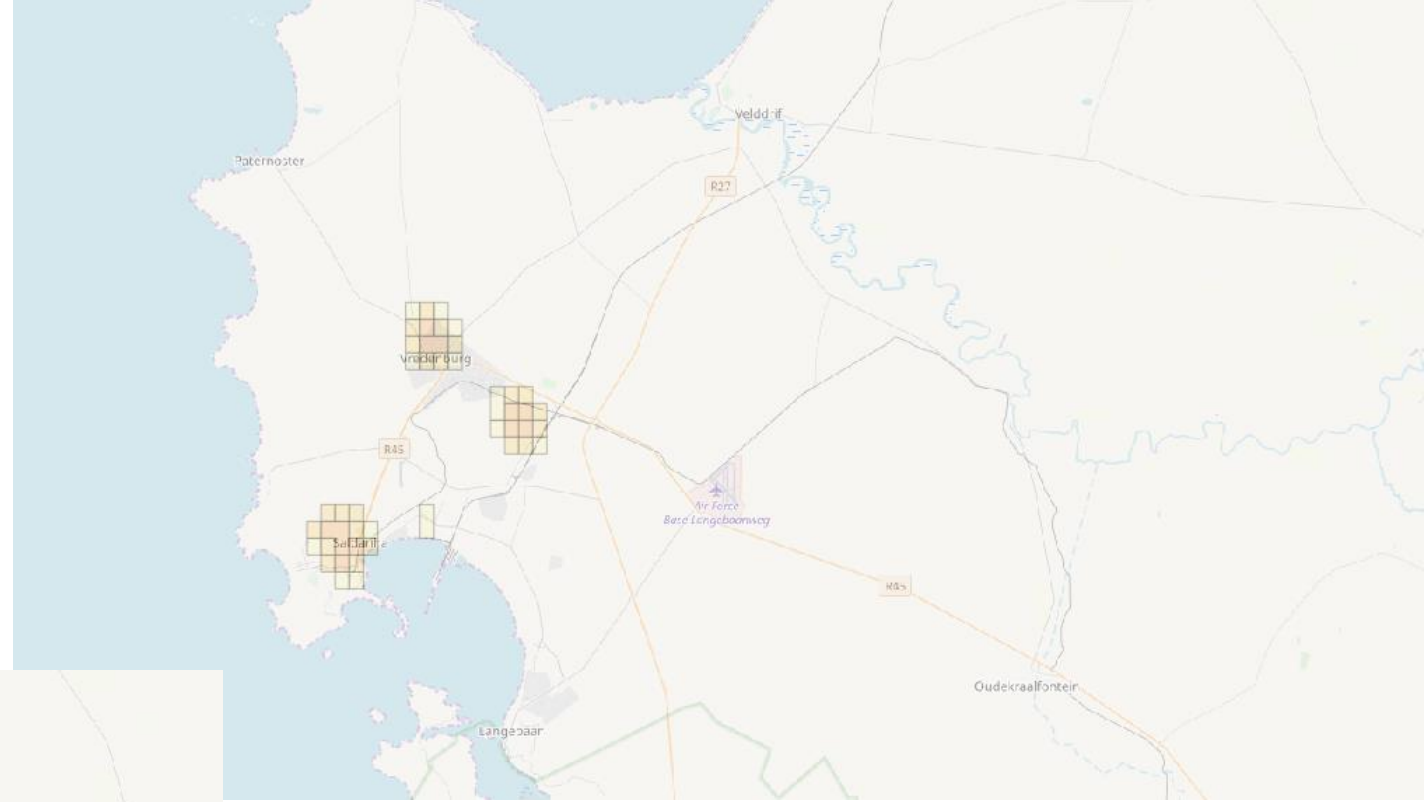 Velddrif
Paternoster
R27
Vredenburg
R45
Air Force
Base Langebaanweg
Saldanha
R45
Oudekraalfontein
Langebaan